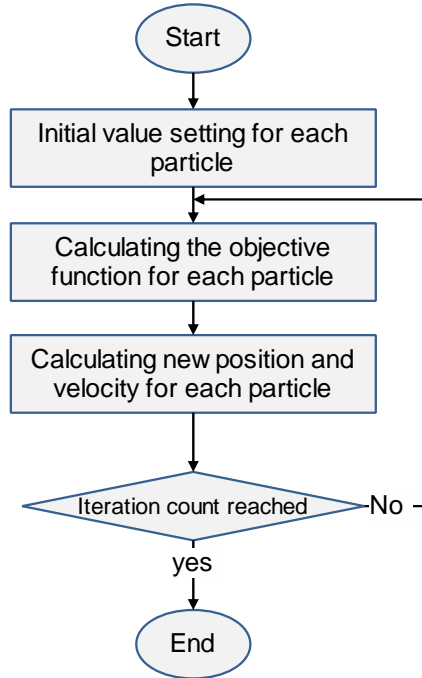 Start
Initial value setting for each
particle
Calculating the objective
function for each particle
Calculating new position and
velocity for each particle
Iteration count reached
No
yes
End